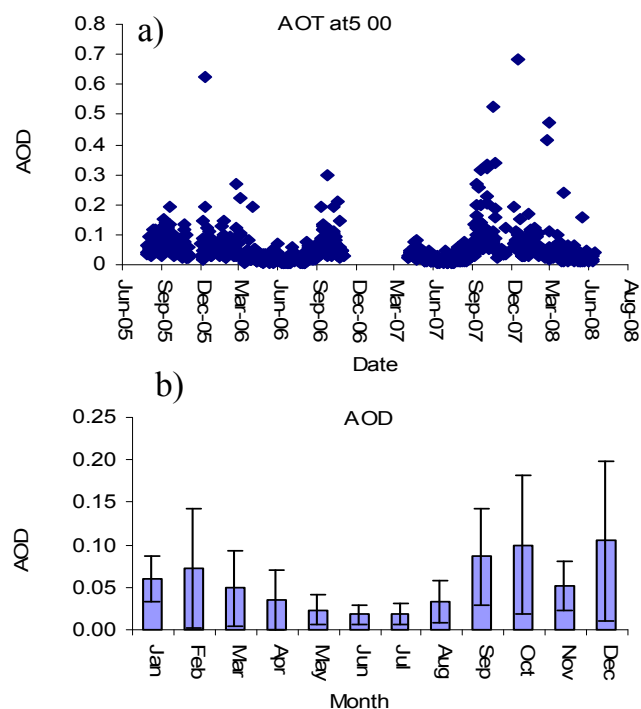 a)
AOT at5 00
0.8
0.7
0.6
0.5
0.4
0.3
0.2
0.1
0
AOD
Jun-05
Sep-05
Dec-05
Mar-06
Jun-06
Sep-06
Dec-06
Mar-07
Jun-07
Sep-07
Dec-07
Mar-08
Jun-08
Aug-08
Date
b)
AOD
0.25
0.20
0.15
0.10
0.05
0.00
AOD
Jan
Feb
Mar
Apr
May
Jun
Jul
Aug
Sep
Oct
Nov
Dec
Month